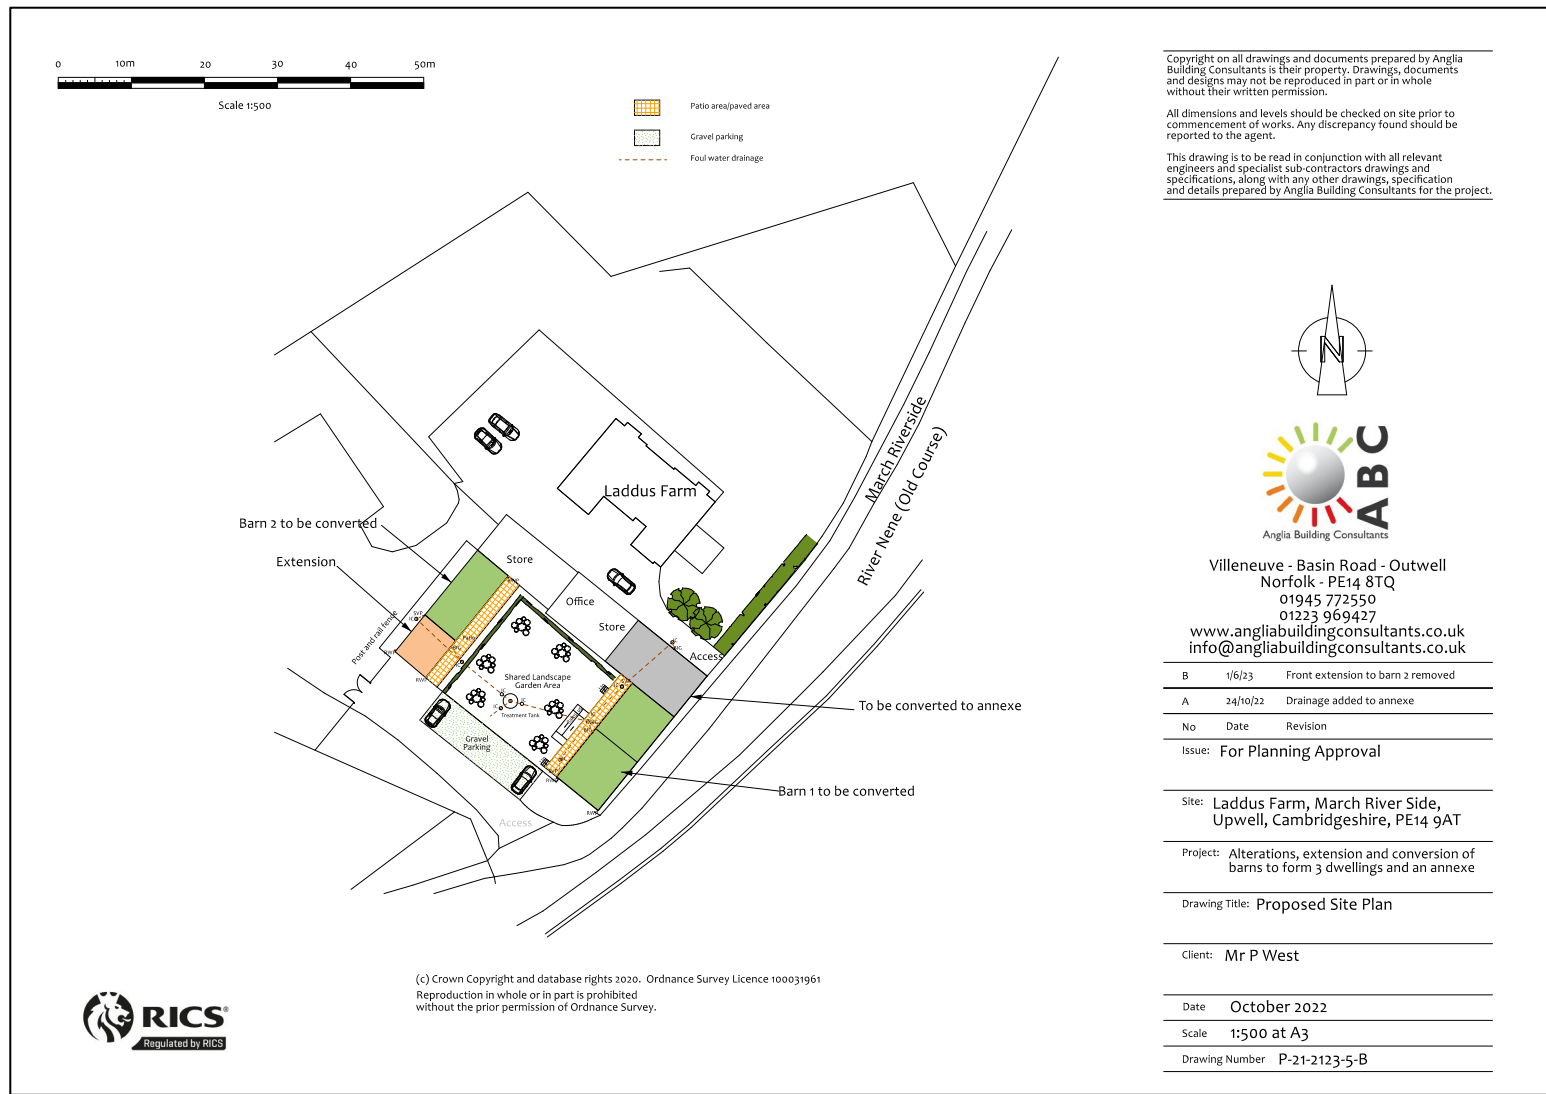 0 10m 20 30 40 50m
Scale 1:500
Patio area/paved area
Gravel parking
Foul water drainage
Copyright on all drawings and documents prepared by Anglia
Building Consultants is their property. Drawings, documents
and designs may not be reproduced in part or in whole
without their written permission.
All dimensions and levels should be checked on site prior to
commencement of works. Any discrepancy found should be
reported to the agent.
This drawing is to be read in conjunction with all relevant
engineers and specialist sub-contractors drawings and
specifications, along with any other drawings, specification
and details prepared by Anglia Building Consultants for the project.
N
ABC
Anglia Building Consultants
Villeneuve - Basin Road - Outwell
Norfolk - PE14 8TQ
01945 772550
01223 969427
www.angliabuildingconsultants.co.uk
info@angliabuildingconsultants.co.uk
B 1/6/23 Front extension to barn 2 removed
A 24/10/22 Drainage added to annexe
No Date Revision
Issue: For Planning Approval
Site: Laddus Farm, March River Side,
Upwell, Cambridgeshire, PE14 9AT
Project: Alterations, extension and conversion of
barns to form 3 dwellings and an annexe
Drawing Title: Proposed Site Plan
Client: Mr P West
Date October 2022
Scale 1:500 at A3
Drawing Number P-21-2123-5-B
March Riverside
River Nene (Old Course)
Laddus Farm
Barn 2 to be converted
Extension
Post and rail fence
Store
Office
Store
Access
SVP
IC
RWP
RWP
Patio
Shared Landscape
Garden Area
IC
IC
IC
Treatment Tank
Gravel
Parking
To be converted to annexe
Barn 1 to be converted
RWP
RWP
Access
(c) Crown Copyright and database rights 2020. Ordnance Survey Licence 100031961
Reproduction in whole or in part is prohibited
without the prior permission of Ordnance Survey.
RICS®
Regulated by RICS